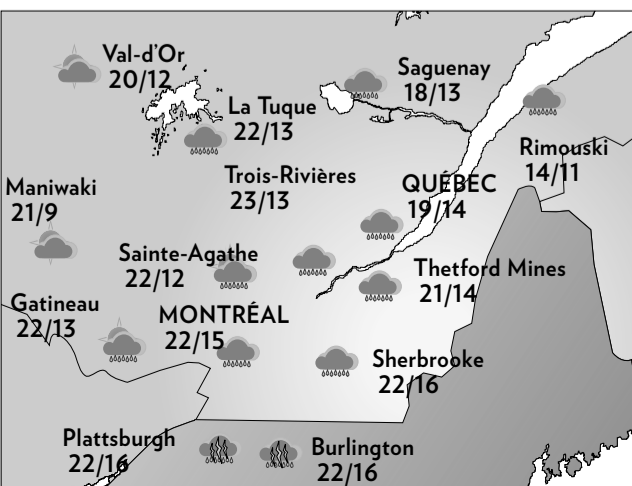 Val-d'Or
20/12
Saguenay
18/13
La Tuque
22/13
Rimouski
14/11
Trois-Rivières
23/13
QUÉBEC
19/14
Maniwaki
21/9
Sainte-Agathe
22/12
Thetford Mines
21/14
Gatineau
22/13
MONTRÉAL
22/15
Sherbrooke
22/16
Plattsburgh
22/16
Burlington
22/16